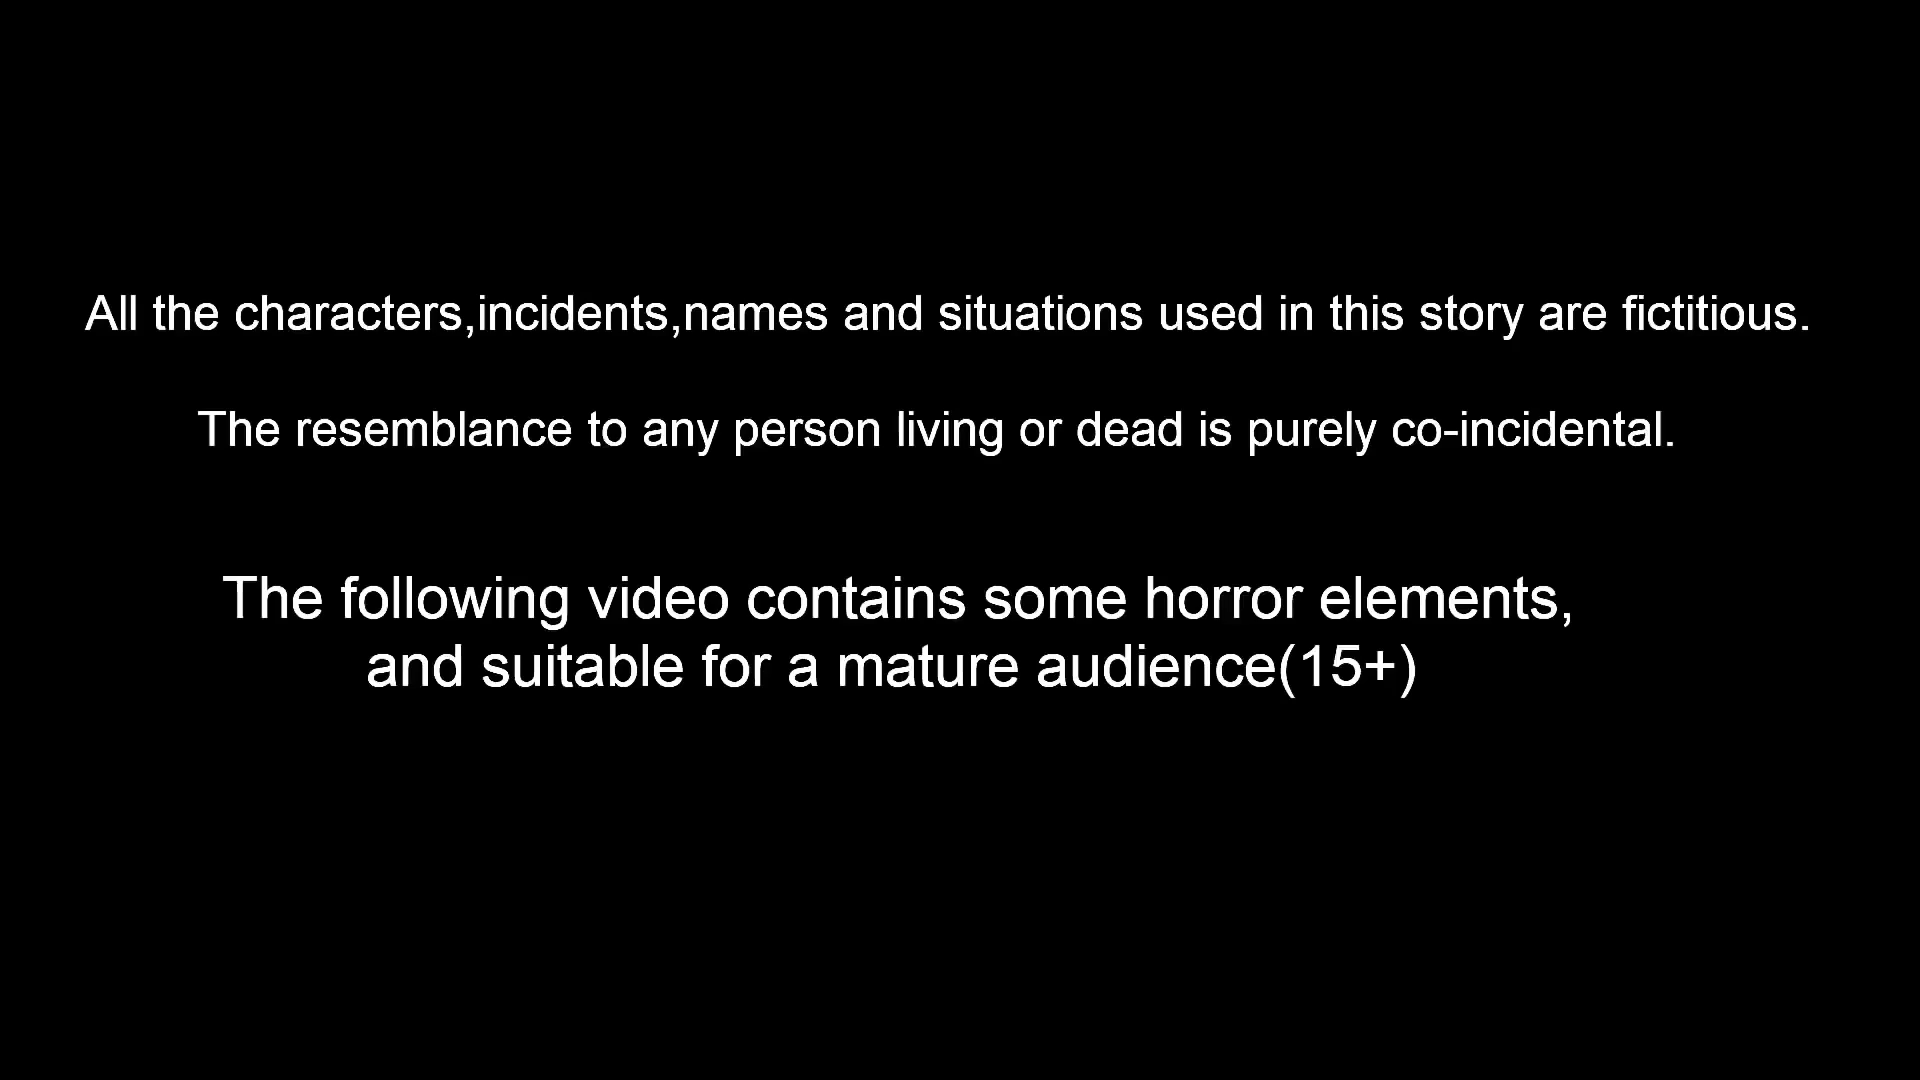 All the characters,incidents,names and situations used in this story are fictitious.
The resemblance to any person living or dead is purely co-incidental.
The following video contains some horror elements,
and suitable for a mature audience(15+)